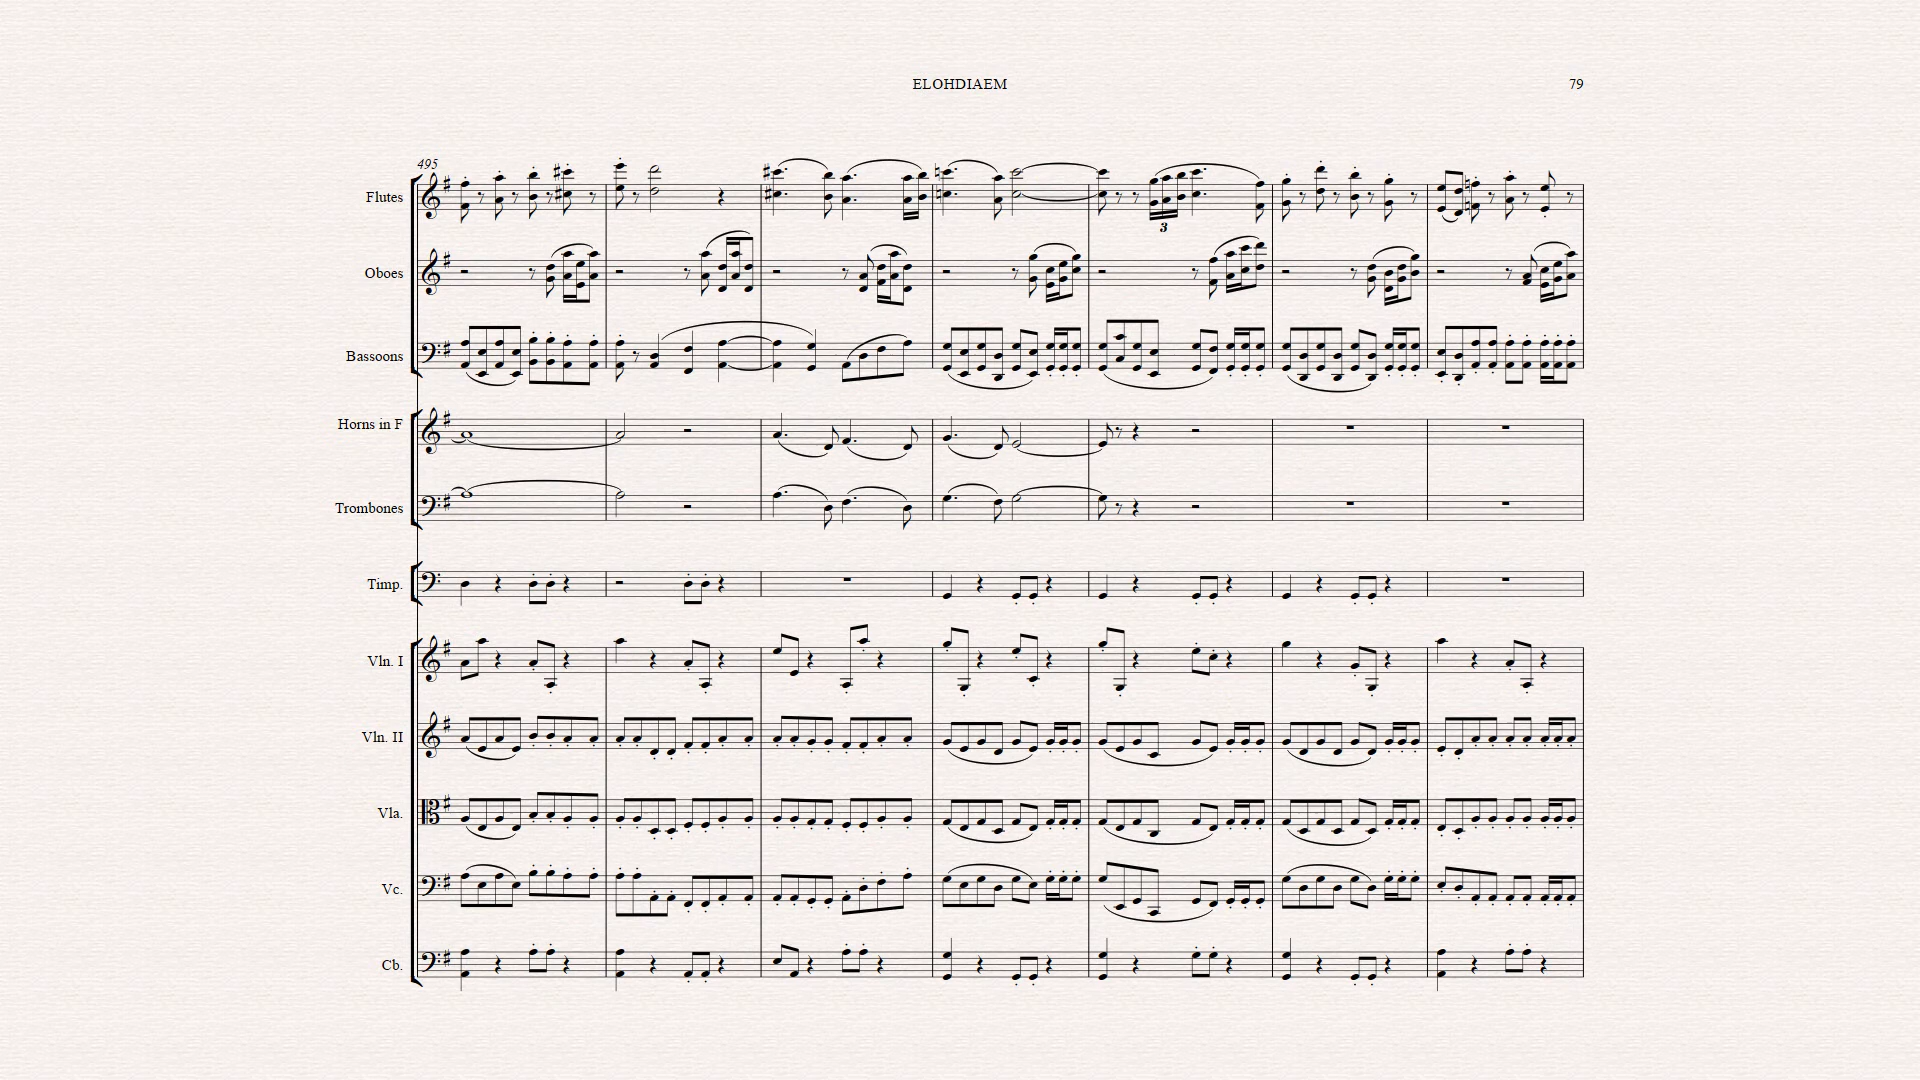 ELOHDIAEM 79
495
Flutes
Oboes
Bassoons
3
Horns in F
Trombones
Timp.
Vln. I
Vln. II
Vla.
Vc.
Cb.